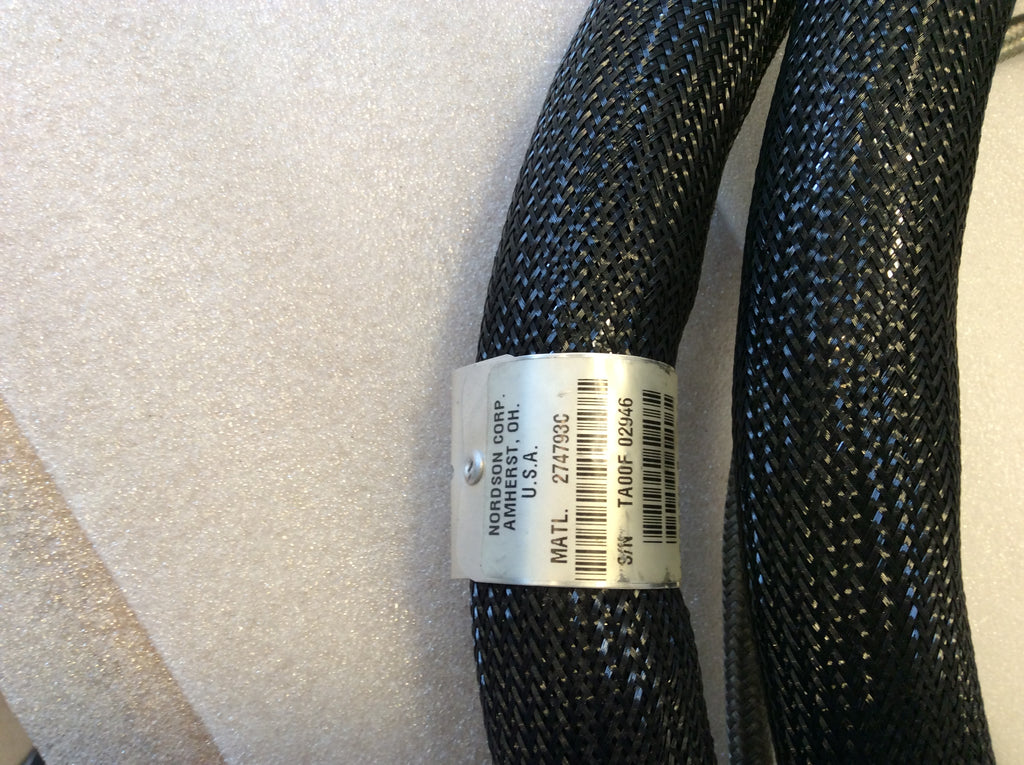 NORDSON CORP.
AMHERST, OH.
U.S.A.
MATL. 274793C
S/N TA00F 02946